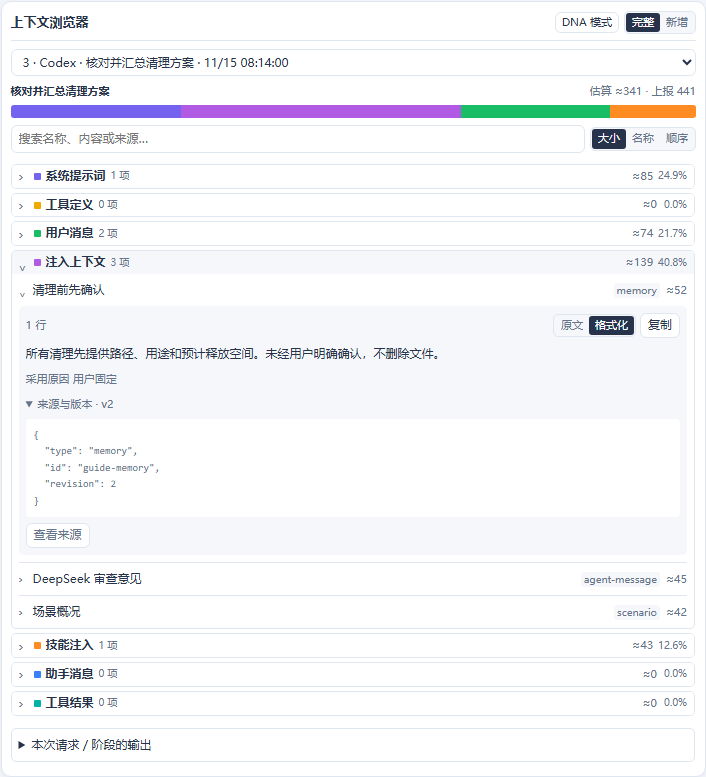 上下文浏览器 DNA 模式 完整 新增
3 · Codex · 核对并汇总清理方案 · 11/15 08:14:00
核对并汇总清理方案 估算 ≈341 · 上报 441
搜索名称、内容或来源... 大小 名称 顺序
系统提示词 1 项 ≈85 24.9%
工具定义 0 项 ≈0 0.0%
用户消息 2 项 ≈74 21.7%
注入上下文 3 项 ≈139 40.8%
清理前先确认 memory ≈52
1 行 原文 格式化 复制
所有清理先提供路径、用途和预计释放空间。未经用户明确确认，不删除文件。
采用原因 用户固定
▼ 来源与版本 · v2
{
"type": "memory",
"id": "guide-memory",
"revision": 2
}
查看来源
DeepSeek 审查意见 agent-message ≈45
场景概况 scenario ≈42
技能注入 1 项 ≈43 12.6%
助手消息 0 项 ≈0 0.0%
工具结果 0 项 ≈0 0.0%
▶ 本次请求 / 阶段的输出